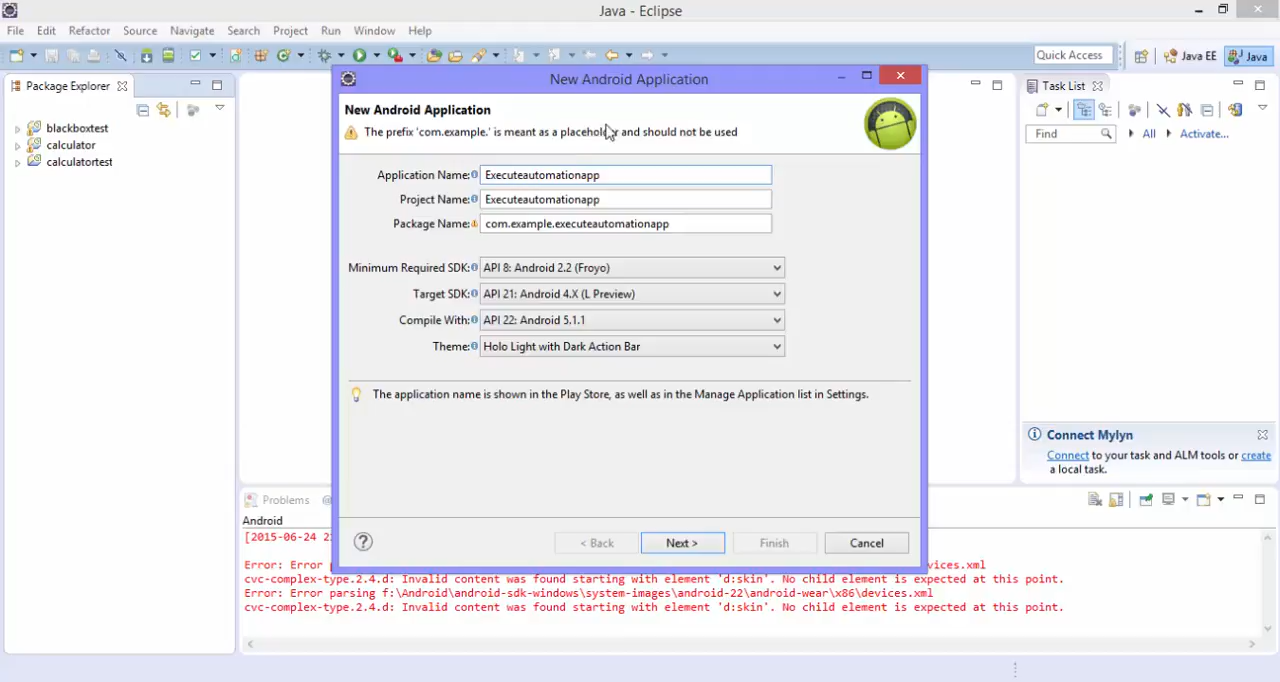 Java - Eclipse
File Edit Refactor Source Navigate Search Project Run Window Help
Quick Access
Java EE
Java
Package Explorer
blackboxtest
calculator
calculatortest
New Android Application
New Android Application
The prefix 'com.example.' is meant as a placeholder and should not be used
Application Name: Executeautomationapp
Project Name: Executeautomationapp
Package Name: com.example.executeautomationapp
Minimum Required SDK: API 8: Android 2.2 (Froyo)
Target SDK: API 21: Android 4.X (L Preview)
Compile With: API 22: Android 5.1.1
Theme: Holo Light with Dark Action Bar
The application name is shown in the Play Store, as well as in the Manage Application list in Settings.
< Back Next > Finish Cancel
Task List
Find All Activate...
Connect Mylyn
Connect to your task and ALM tools or create
a local task.
Problems @
Android
[2015-06-24 2
Error: Error p devices.xml
cvc-complex-type.2.4.d: Invalid content was found starting with element 'd:skin'. No child element is expected at this point.
Error: Error parsing f:\Android\android-sdk-windows\system-images\android-22\android-wear\x86\devices.xml
cvc-complex-type.2.4.d: Invalid content was found starting with element 'd:skin'. No child element is expected at this point.